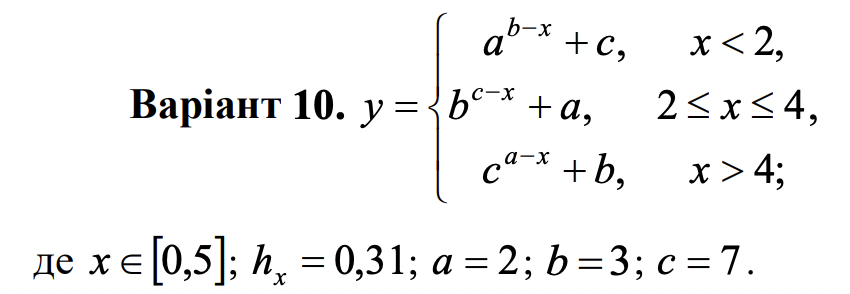 a^{b−x} + c, x < 2,
Варіант 10. y = { b^{c−x} + a, 2 ≤ x ≤ 4,
c^{a−x} + b, x > 4;
де x ∈ [0,5]; h_x = 0,31; a = 2; b = 3; c = 7.